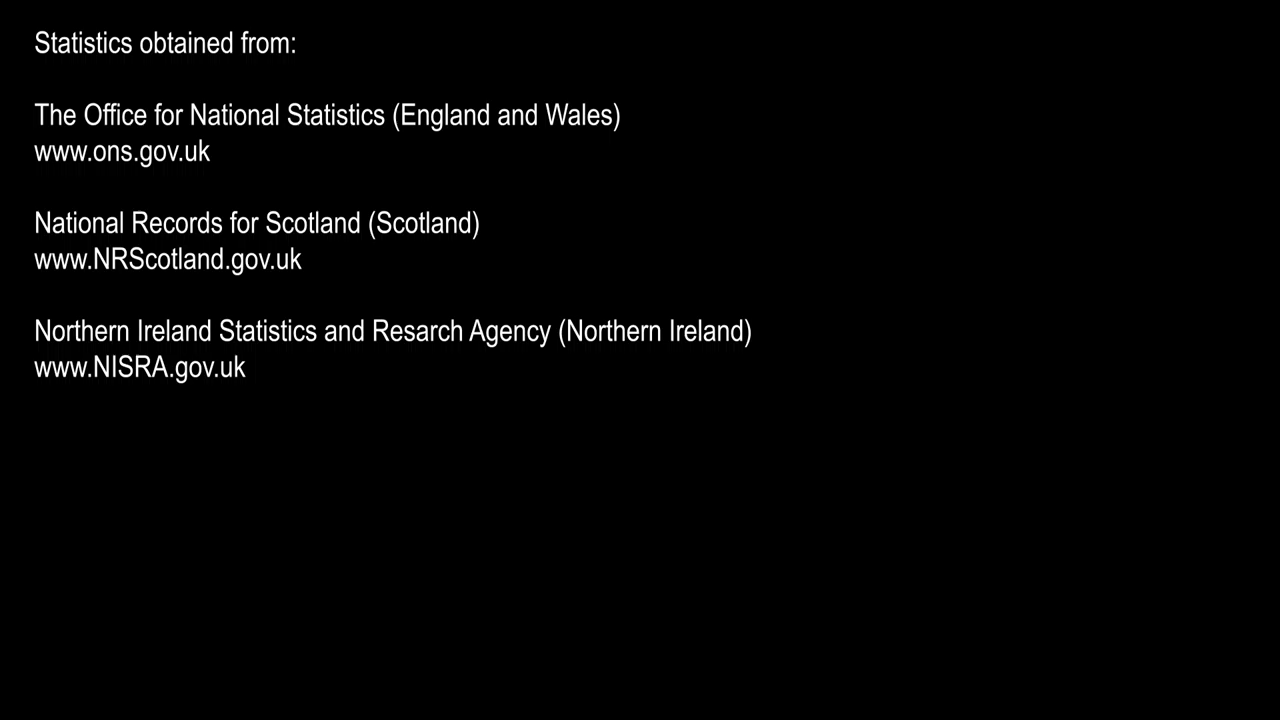 Statistics obtained from:
The Office for National Statistics (England and Wales)
www.ons.gov.uk
National Records for Scotland (Scotland)
www.NRScotland.gov.uk
Northern Ireland Statistics and Resarch Agency (Northern Ireland)
www.NISRA.gov.uk